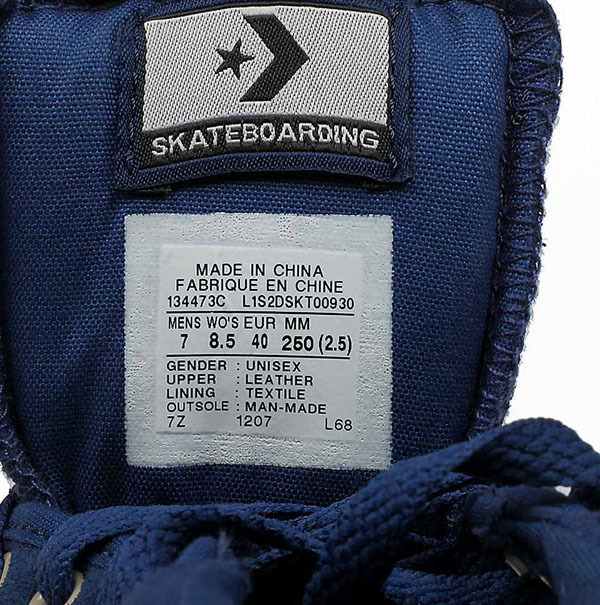 SKATEBOARDING
MADE IN CHINA
FABRIQUE EN CHINE
134473C L1S2DSKT00930
MENS WO'S EUR MM
7 8.5 40 250 (2.5)
GENDER : UNISEX
UPPER : LEATHER
LINING : TEXTILE
OUTSOLE : MAN-MADE
7Z 1207 L68